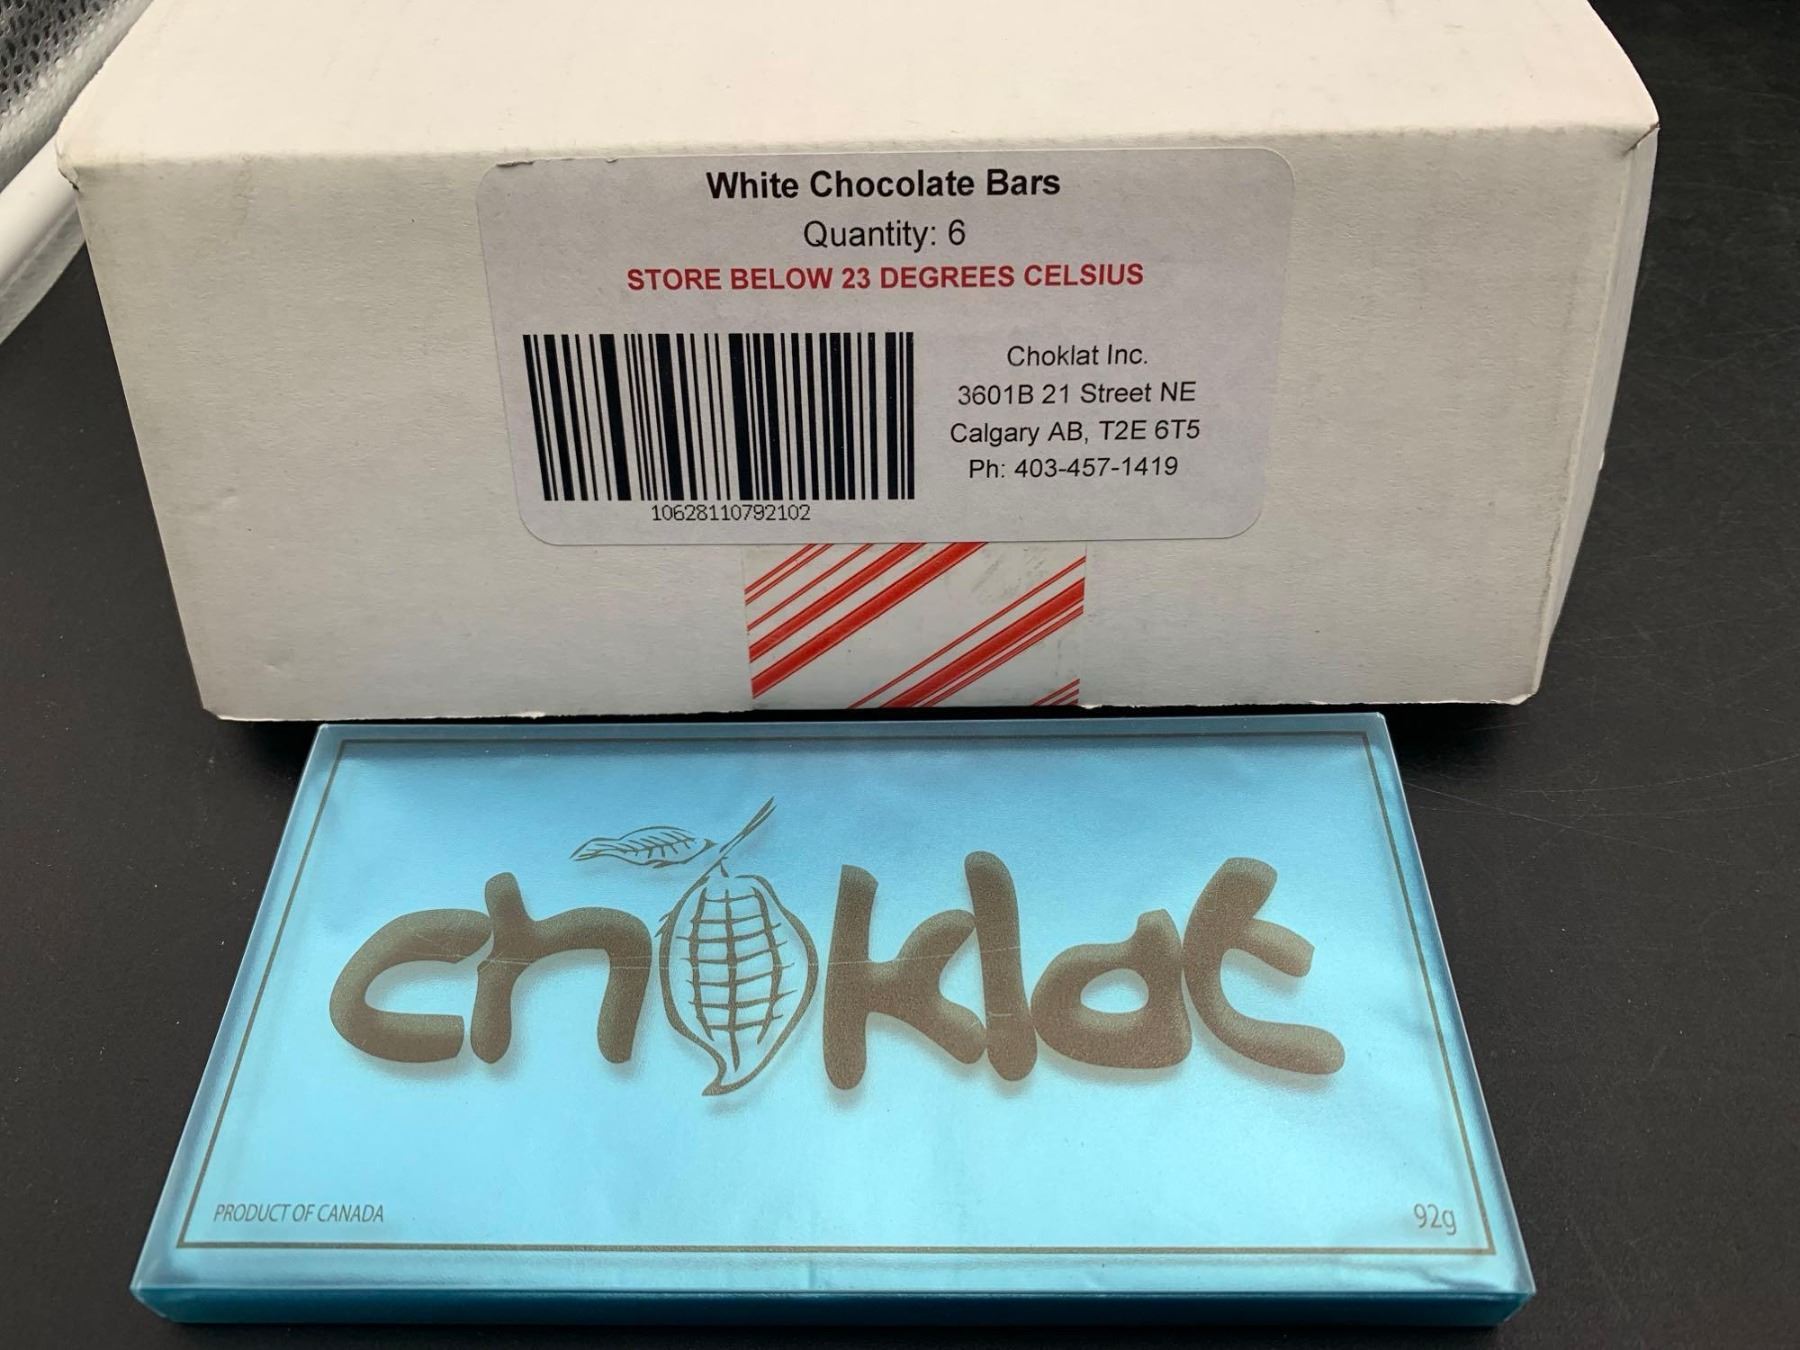 White Chocolate Bars
Quantity: 6
STORE BELOW 23 DEGREES CELSIUS
Choklat Inc.
3601B 21 Street NE
Calgary AB, T2E 6T5
Ph: 403-457-1419
10628110792102
choklat
PRODUCT OF CANADA
92g